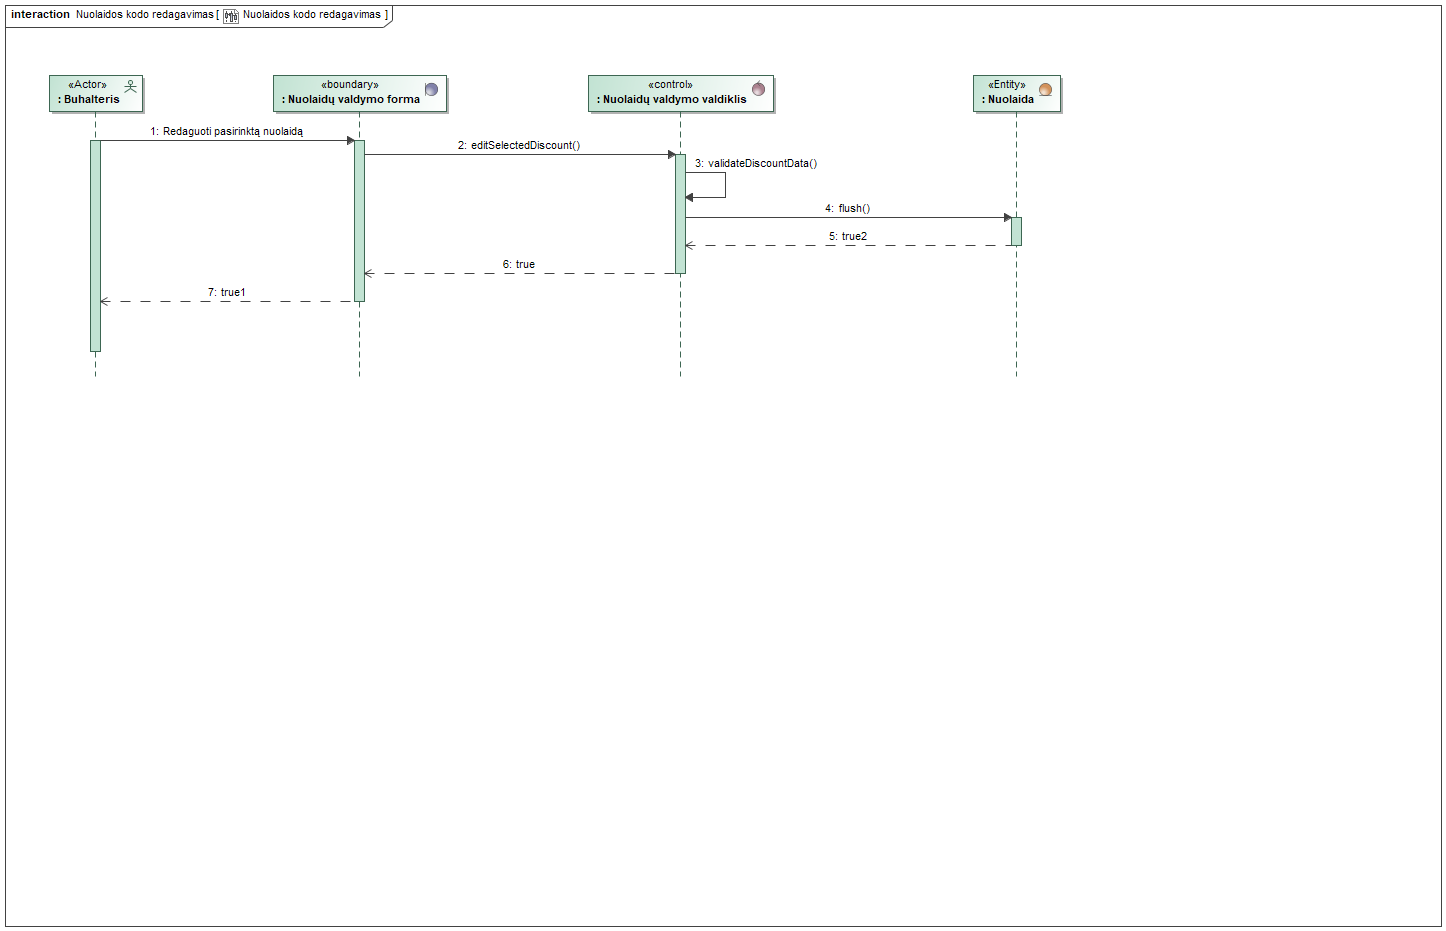 interaction Nuolaidos kodo redagavimas [ Nuolaidos kodo redagavimas ]
«Actor»
: Buhalteris
«boundary»
: Nuolaidų valdymo forma
«control»
: Nuolaidų valdymo valdiklis
«Entity»
: Nuolaida
1: Redaguoti pasirinktą nuolaidą
2: editSelectedDiscount()
3: validateDiscountData()
4: flush()
5: true2
6: true
7: true1